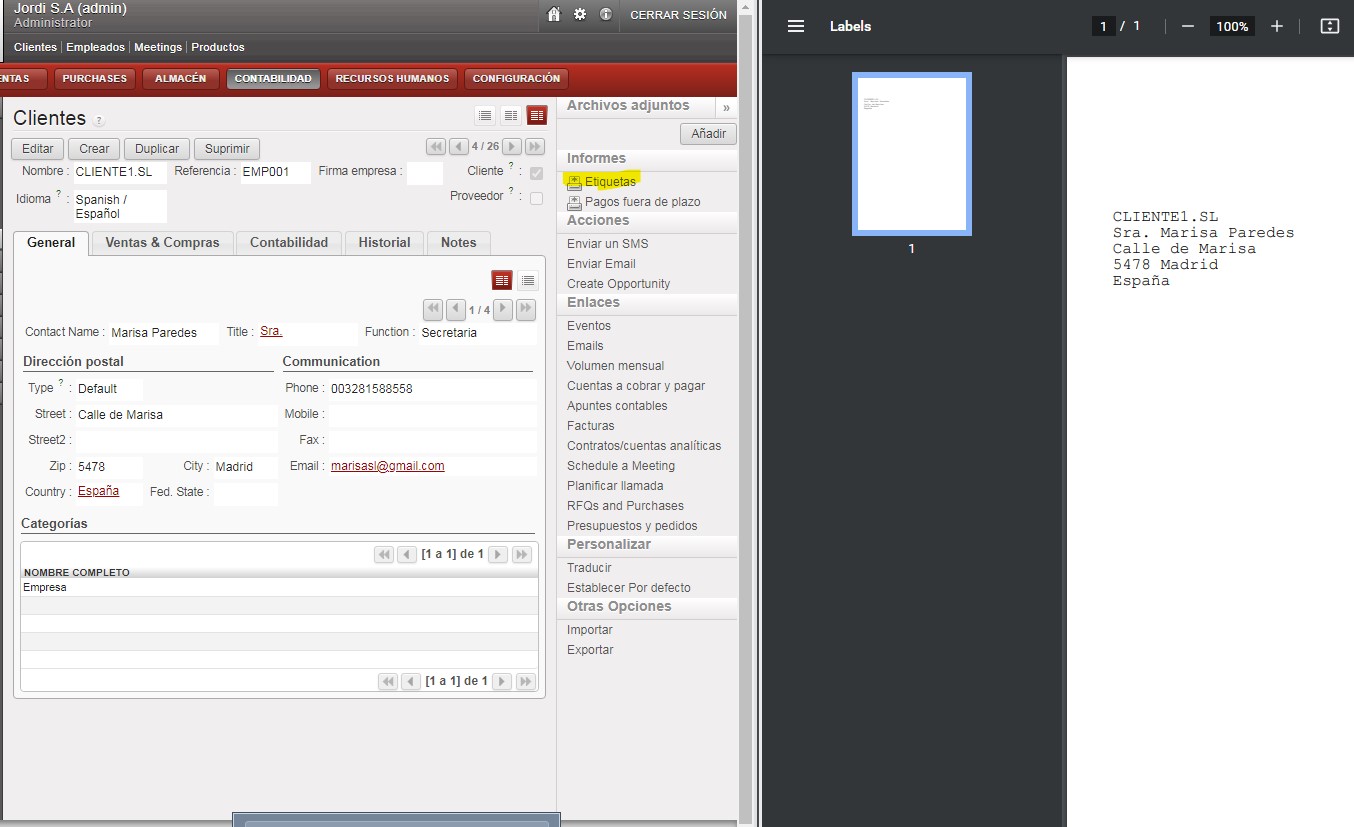 Jordi S.A (admin)
Administrator
CERRAR SESIÓN
Clientes | Empleados | Meetings | Productos
ENTAS PURCHASES ALMACÉN CONTABILIDAD RECURSOS HUMANOS CONFIGURACIÓN
Clientes ?
Editar Crear Duplicar Suprimir 4 / 26
Nombre : CLIENTE1.SL Referencia : EMP001 Firma empresa : Cliente ? :
Idioma ? : Spanish / Español Proveedor ? :
General Ventas & Compras Contabilidad Historial Notes
1 / 4
Contact Name : Marisa Paredes Title : Sra. Function : Secretaria
Dirección postal Communication
Type ? : Default Phone : 003281588558
Street : Calle de Marisa Mobile :
Street2 : Fax :
Zip : 5478 City : Madrid Email : marisasl@gmail.com
Country : España Fed. State :
Categorías
[1 a 1] de 1
NOMBRE COMPLETO
Empresa
[1 a 1] de 1
Archivos adjuntos »
Añadir
Informes
Etiquetas
Pagos fuera de plazo
Acciones
Enviar un SMS
Enviar Email
Create Opportunity
Enlaces
Eventos
Emails
Volumen mensual
Cuentas a cobrar y pagar
Apuntes contables
Facturas
Contratos/cuentas analíticas
Schedule a Meeting
Planificar llamada
RFQs and Purchases
Presupuestos y pedidos
Personalizar
Traducir
Establecer Por defecto
Otras Opciones
Importar
Exportar
Labels 1 / 1 100%
1
CLIENTE1.SL
Sra. Marisa Paredes
Calle de Marisa
5478 Madrid
España